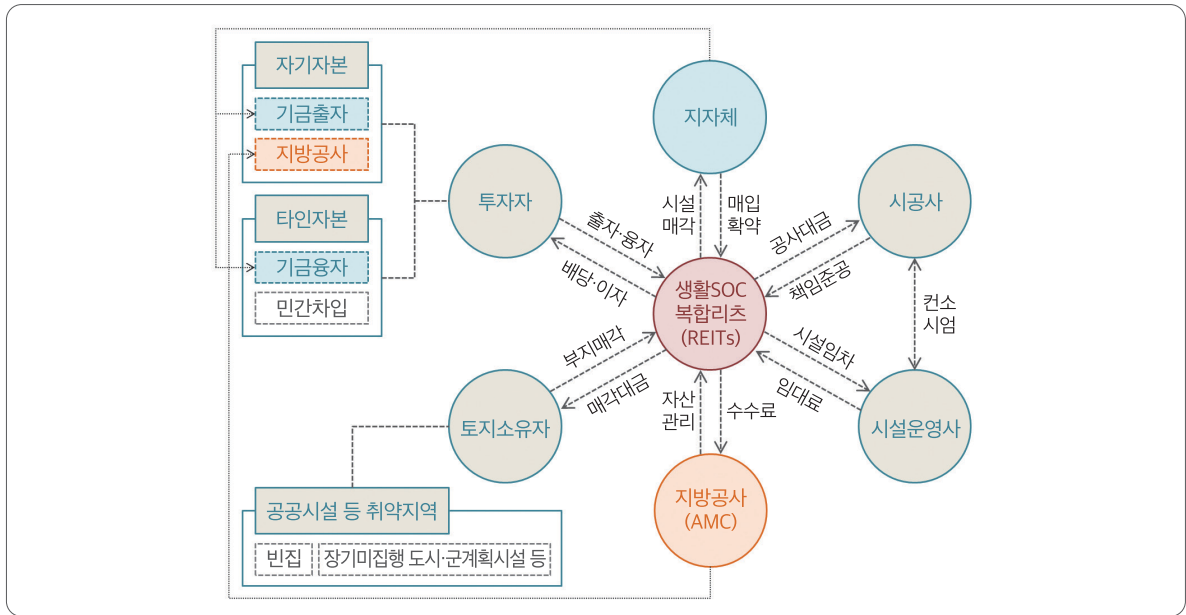 자기자본
기금출자
지방공사
타인자본
기금융자
민간차입
투자자
지자체
시공사
시설
매각
매입
확약
출자·융자
배당·이자
공사대금
책임준공
생활SOC
복합리츠
(REITs)
컨소
시엄
부지매각
매각대금
시설임차
임대료
자산
관리
수수료
토지소유자
시설운영사
지방공사
(AMC)
공공시설 등 취약지역
빈집
장기미집행 도시·군계획시설 등